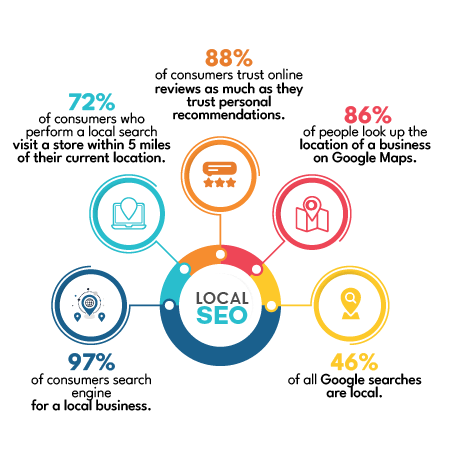 88%
of consumers trust online
reviews as much as they
trust personal
recommendations.
72%
of consumers who
perform a local search
visit a store within 5 miles
of their current location.
86%
of people look up the
location of a business
on Google Maps.
LOCAL
SEO
97%
of consumers search
engine
for a local business.
46%
of all Google searches
are local.